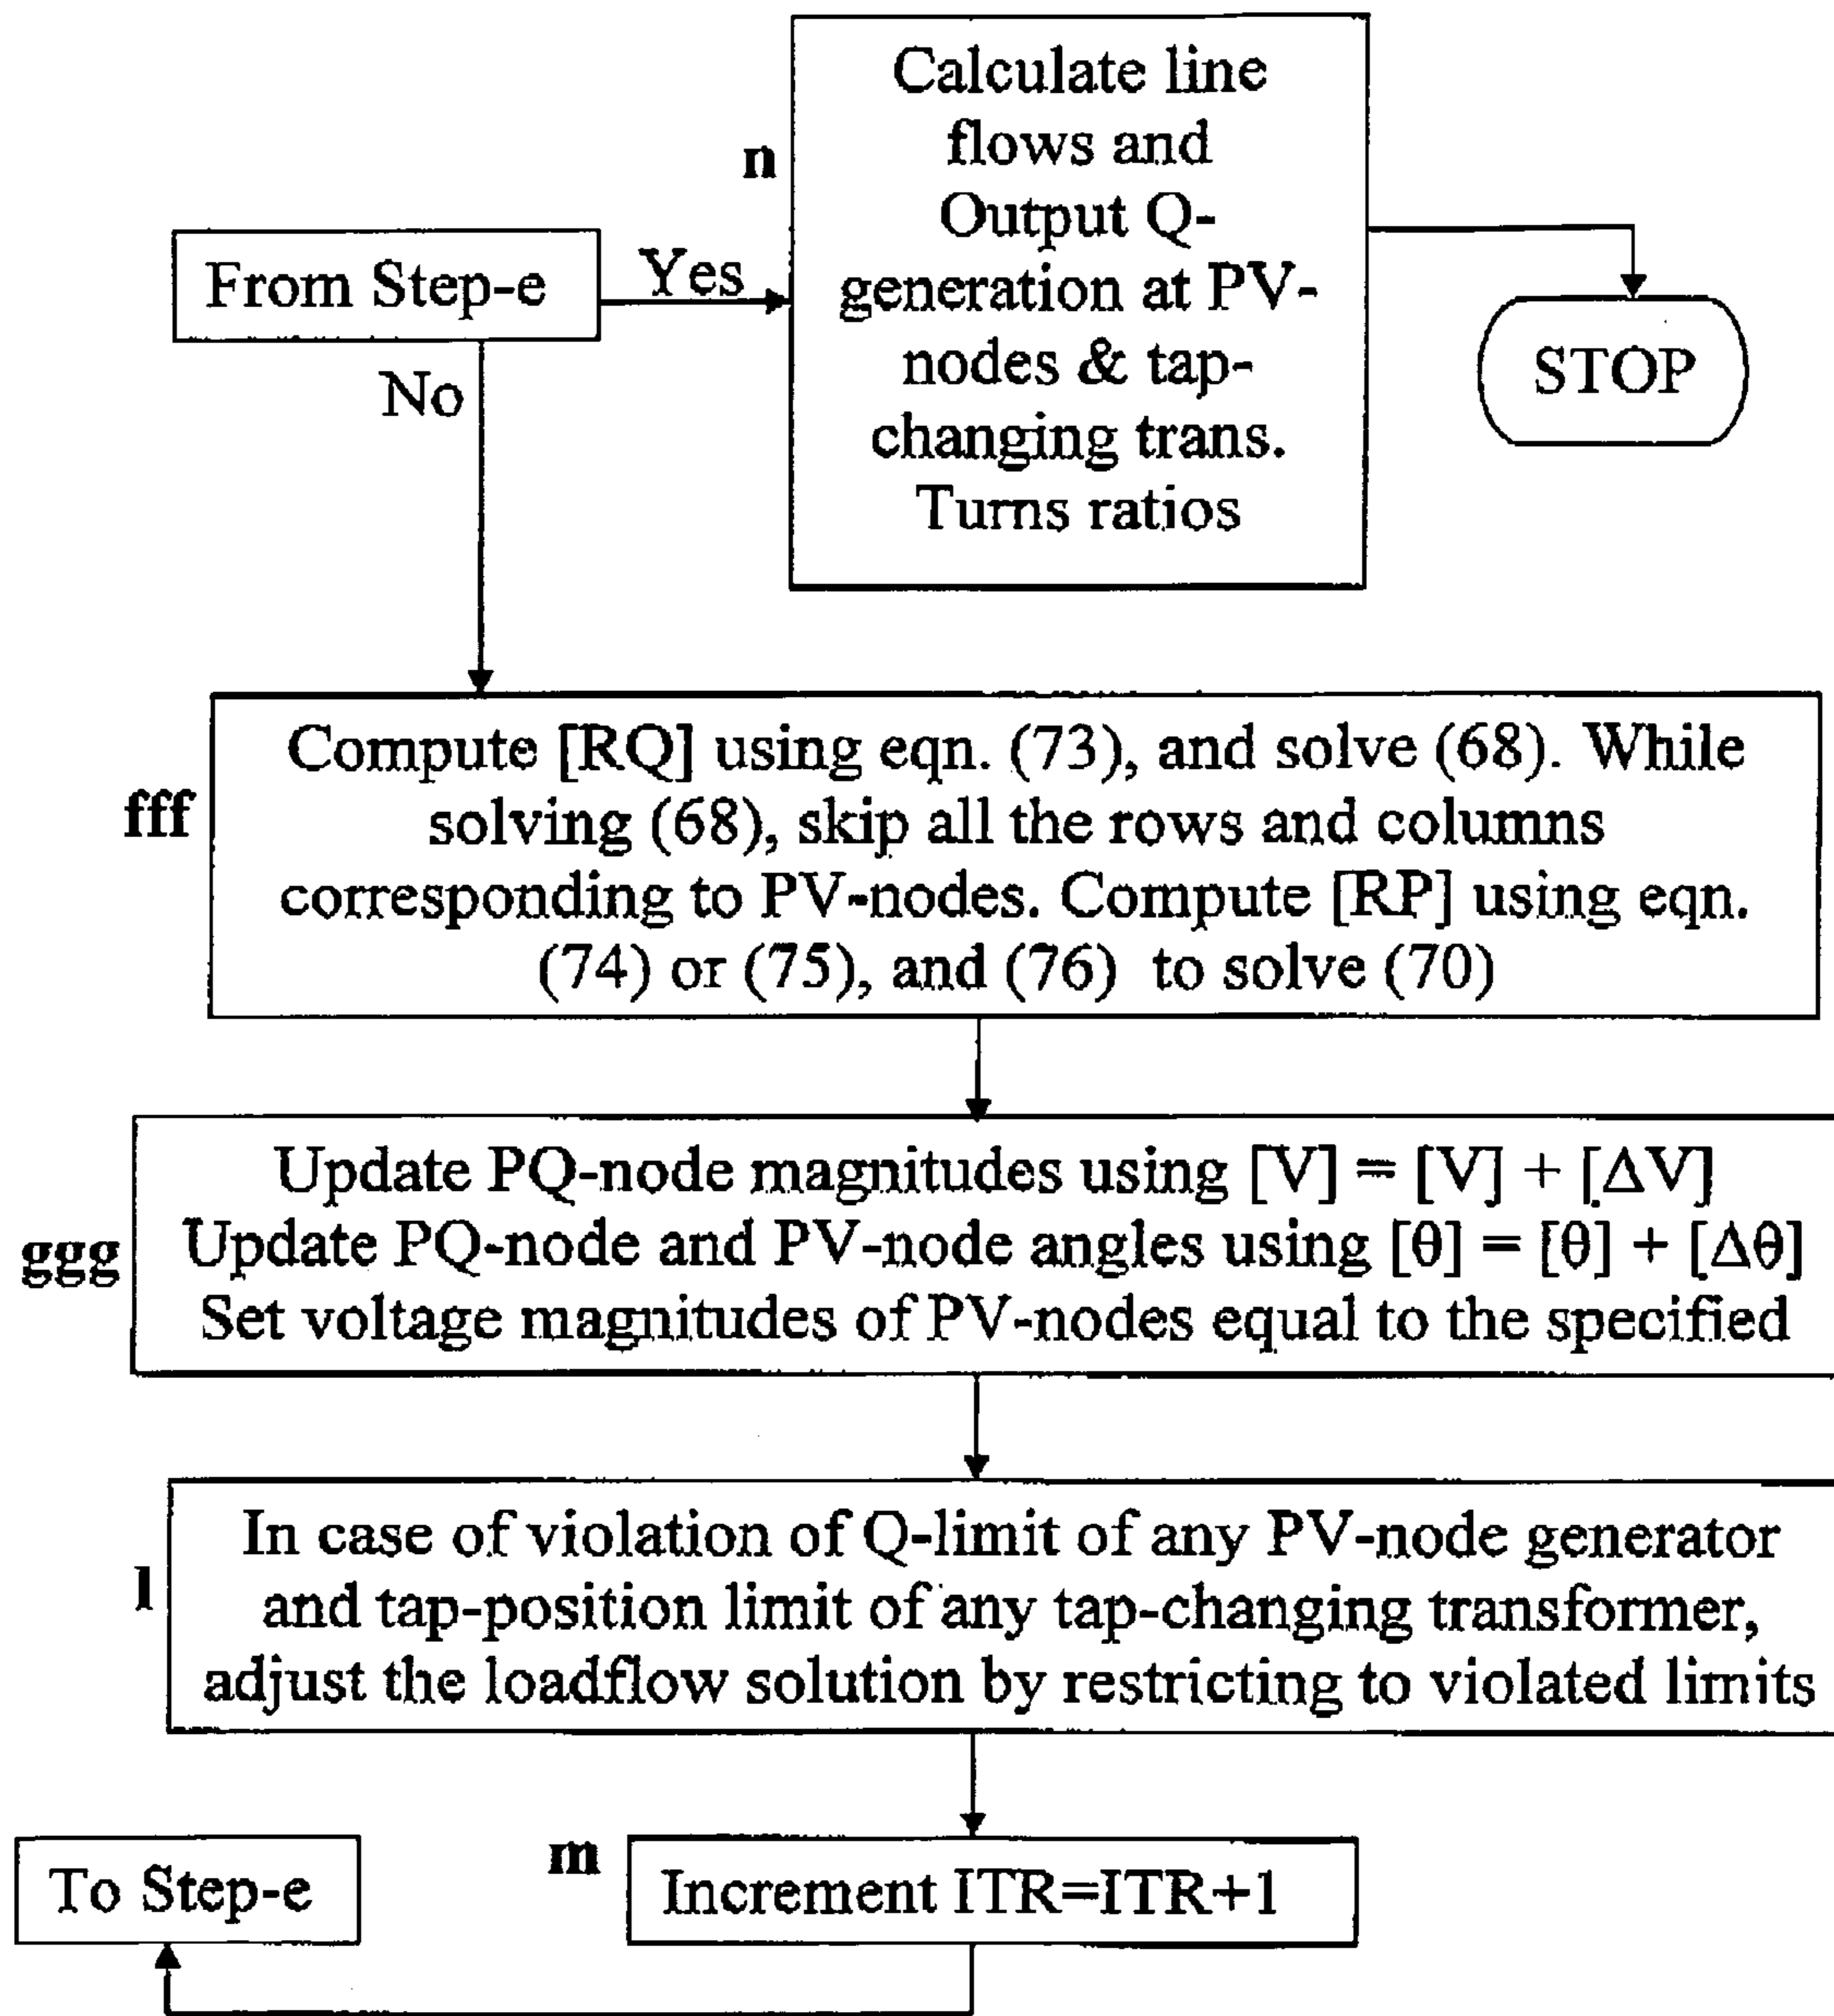 Calculate line
flows and
Output Q-
generation at PV-
nodes & tap-
changing trans.
Turns ratios
n
From Step-e
Yes
No
STOP
fff
Compute [RQ] using eqn. (73), and solve (68). While
solving (68), skip all the rows and columns
corresponding to PV-nodes. Compute [RP] using eqn.
(74) or (75), and (76) to solve (70)
ggg
Update PQ-node magnitudes using [V] = [V] + [ΔV]
Update PQ-node and PV-node angles using [θ] = [θ] + [Δθ]
Set voltage magnitudes of PV-nodes equal to the specified
l
In case of violation of Q-limit of any PV-node generator
and tap-position limit of any tap-changing transformer,
adjust the loadflow solution by restricting to violated limits
m
Increment ITR=ITR+1
To Step-e